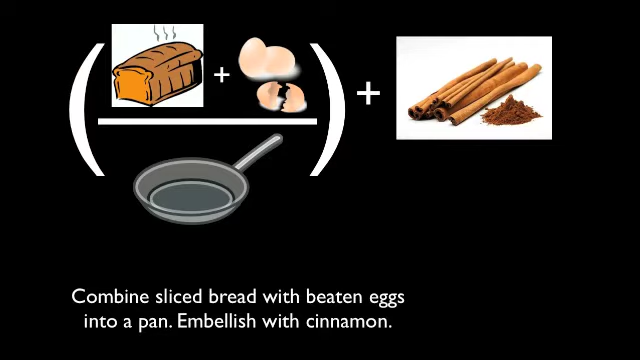 ( + ) +
Combine sliced bread with beaten eggs
into a pan. Embellish with cinnamon.